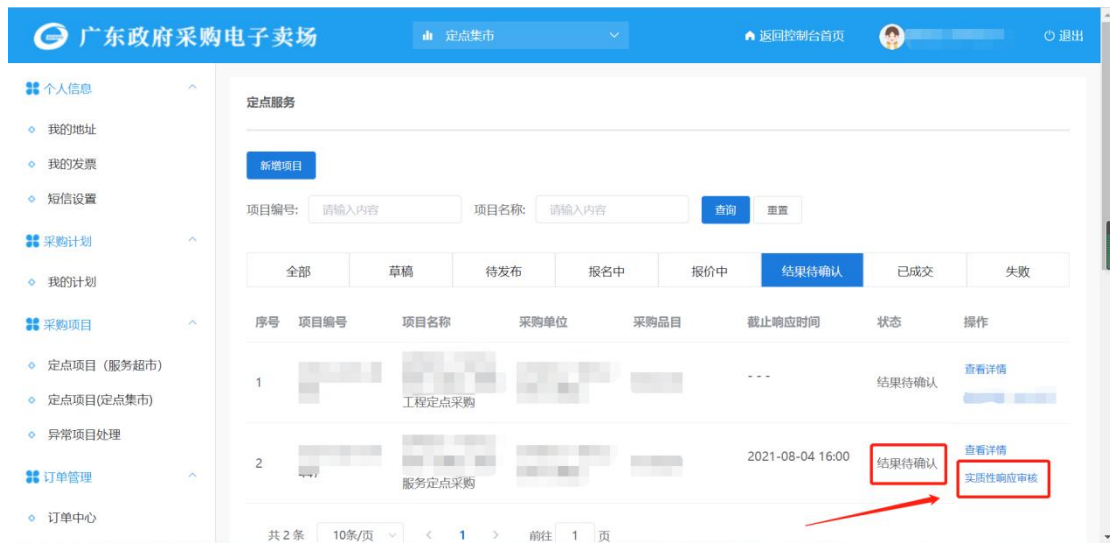 广东政府采购电子卖场
定点集市
返回控制台首页
退出
个人信息
我的地址
我的发票
短信设置
采购计划
我的计划
采购项目
定点项目（服务超市）
定点项目(定点集市)
异常项目处理
订单管理
订单中心
定点服务
新增项目
项目编号: 请输入内容 项目名称: 请输入内容 查询 重置
全部 草稿 待发布 报名中 报价中 结果待确认 已成交 失败
序号 项目编号 项目名称 采购单位 采购品目 截止响应时间 状态 操作
1 工程定点采购 - - - 结果待确认 查看详情
2 服务定点采购 2021-08-04 16:00 结果待确认 查看详情
实质性响应审核
共 2 条 10条/页 < 1 > 前往 1 页